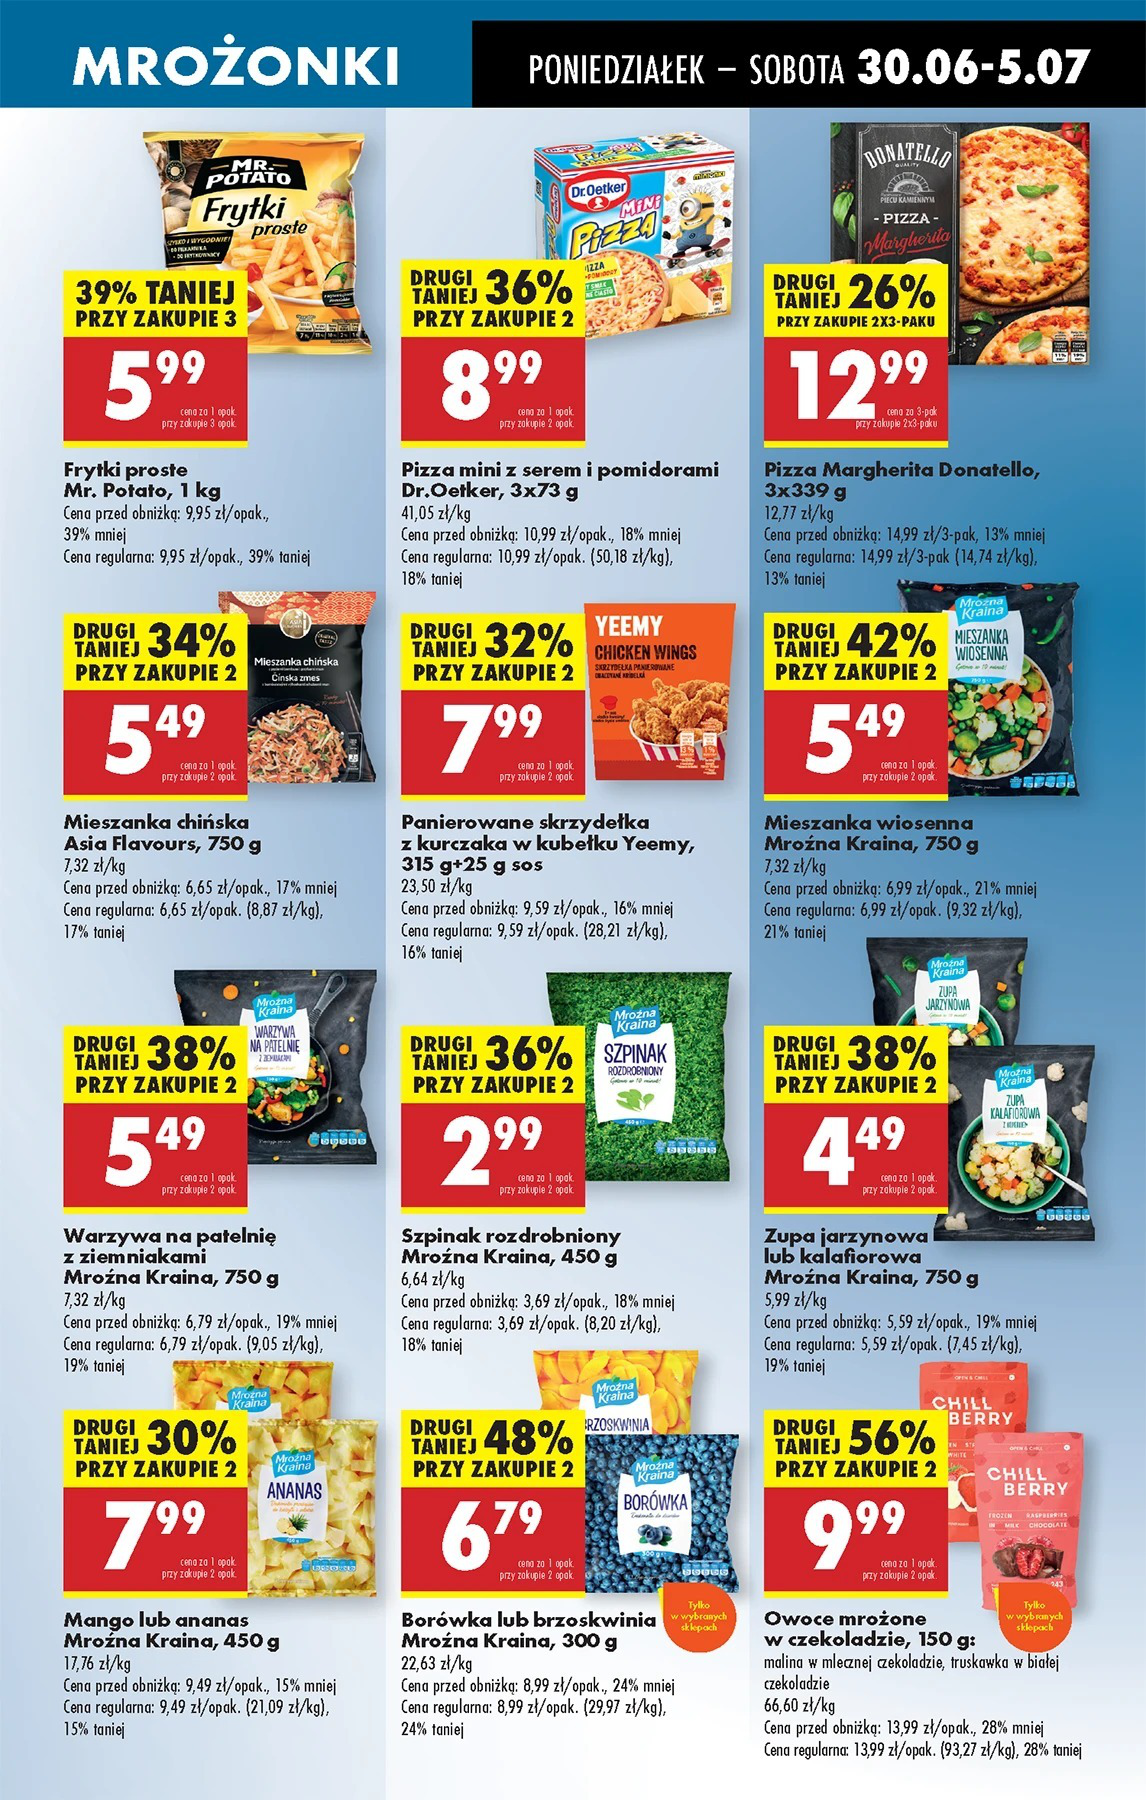 MROŻONKI
PONIEDZIAŁEK – SOBOTA 30.06-5.07
MR.
POTATO
Frytki
proste
SZYBKO I WYGODNIE!
39% TANIEJ
PRZY ZAKUPIE 3
5 99
cena za 1 opak.
przy zakupie 3 opak.
Frytki proste
Mr. Potato, 1 kg
Cena przed obniżką: 9,95 zł/opak.,
39% mniej
Cena regularna: 9,95 zł/opak., 39% taniej
Dr.Oetker
MINI
PIZZA
DRUGI
TANIEJ 36%
PRZY ZAKUPIE 2
8 99
cena za 1 opak.
przy zakupie 2 opak.
Pizza mini z serem i pomidorami
Dr.Oetker, 3x73 g
41,05 zł/kg
Cena przed obniżką: 10,99 zł/opak., 18% mniej
Cena regularna: 10,99 zł/opak. (50,18 zł/kg),
18% taniej
DONATELLO
QUALITY
PIECU KAMIENNYM
- PIZZA -
Margherita
DRUGI
TANIEJ 26%
PRZY ZAKUPIE 2X3-PAKU
12 99
cena za 3-pak
przy zakupie 2x3-paku
Pizza Margherita Donatello,
3x339 g
12,77 zł/kg
Cena przed obniżką: 14,99 zł/3-pak, 13% mniej
Cena regularna: 14,99 zł/3-pak (14,74 zł/kg),
13% taniej
Mieszanka chińska
Čínska zmes
DRUGI
TANIEJ 34%
PRZY ZAKUPIE 2
5 49
cena za 1 opak.
przy zakupie 2 opak.
Mieszanka chińska
Asia Flavours, 750 g
7,32 zł/kg
Cena przed obniżką: 6,65 zł/opak., 17% mniej
Cena regularna: 6,65 zł/opak. (8,87 zł/kg),
17% taniej
YEEMY
CHICKEN WINGS
SKRZYDEŁKA PANIEROWANE
DRUGI
TANIEJ 32%
PRZY ZAKUPIE 2
7 99
cena za 1 opak.
przy zakupie 2 opak.
Panierowane skrzydełka
z kurczaka w kubełku Yeemy,
315 g+25 g sos
23,50 zł/kg
Cena przed obniżką: 9,59 zł/opak., 16% mniej
Cena regularna: 9,59 zł/opak. (28,21 zł/kg),
16% taniej
Mroźna
Kraina
MIESZANKA
WIOSENNA
Gotowe w 10 minut!
750 g
DRUGI
TANIEJ 42%
PRZY ZAKUPIE 2
5 49
cena za 1 opak.
przy zakupie 2 opak.
Mieszanka wiosenna
Mroźna Kraina, 750 g
7,32 zł/kg
Cena przed obniżką: 6,99 zł/opak., 21% mniej
Cena regularna: 6,99 zł/opak. (9,32 zł/kg),
21% taniej
Mroźna
Kraina
WARZYWA
NA PATELNIĘ
Z ZIEMNIAKAMI
DRUGI
TANIEJ 38%
PRZY ZAKUPIE 2
5 49
cena za 1 opak.
przy zakupie 2 opak.
Warzywa na patelnię
z ziemniakami
Mroźna Kraina, 750 g
7,32 zł/kg
Cena przed obniżką: 6,79 zł/opak., 19% mniej
Cena regularna: 6,79 zł/opak. (9,05 zł/kg),
19% taniej
Mroźna
Kraina
SZPINAK
ROZDROBNIONY
Gotowe w 10 minut!
450 g
DRUGI
TANIEJ 36%
PRZY ZAKUPIE 2
2 99
cena za 1 opak.
przy zakupie 2 opak.
Szpinak rozdrobniony
Mroźna Kraina, 450 g
6,64 zł/kg
Cena przed obniżką: 3,69 zł/opak., 18% mniej
Cena regularna: 3,69 zł/opak. (8,20 zł/kg),
18% taniej
Mroźna
Kraina
ZUPA
JARZYNOWA
Mroźna
Kraina
ZUPA
KALAFIOROWA
DRUGI
TANIEJ 38%
PRZY ZAKUPIE 2
4 49
cena za 1 opak.
przy zakupie 2 opak.
Zupa jarzynowa
lub kalafiorowa
Mroźna Kraina, 750 g
5,99 zł/kg
Cena przed obniżką: 5,59 zł/opak., 19% mniej
Cena regularna: 5,59 zł/opak. (7,45 zł/kg),
19% taniej
Mroźna
Kraina
Mroźna
Kraina
ANANAS
450 g
DRUGI
TANIEJ 30%
PRZY ZAKUPIE 2
7 99
cena za 1 opak.
przy zakupie 2 opak.
Mango lub ananas
Mroźna Kraina, 450 g
17,76 zł/kg
Cena przed obniżką: 9,49 zł/opak., 15% mniej
Cena regularna: 9,49 zł/opak. (21,09 zł/kg),
15% taniej
Mroźna
Kraina
BRZOSKWINIA
Mroźna
Kraina
BORÓWKA
300 g
DRUGI
TANIEJ 48%
PRZY ZAKUPIE 2
6 79
cena za 1 opak.
przy zakupie 2 opak.
Tylko
w wybranych
sklepach
Borówka lub brzoskwinia
Mroźna Kraina, 300 g
22,63 zł/kg
Cena przed obniżką: 8,99 zł/opak., 24% mniej
Cena regularna: 8,99 zł/opak. (29,97 zł/kg),
24% taniej
OPEN & CHILL
CHILL
BERRY
OPEN & CHILL
CHILL
BERRY
FROZEN RASPBERRIES
IN MILK CHOCOLATE
DRUGI
TANIEJ 56%
PRZY ZAKUPIE 2
9 99
cena za 1 opak.
przy zakupie 2 opak.
Tylko
w wybranych
sklepach
Owoce mrożone
w czekoladzie, 150 g:
malina w mlecznej czekoladzie, truskawka w białej
czekoladzie
66,60 zł/kg
Cena przed obniżką: 13,99 zł/opak., 28% mniej
Cena regularna: 13,99 zł/opak. (93,27 zł/kg), 28% taniej